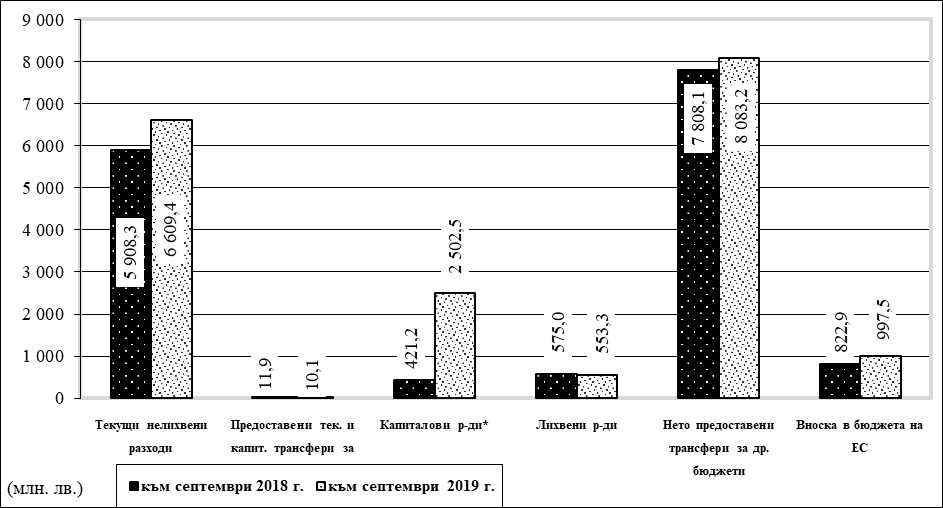 9 000
8 000
7 000
6 000
5 000
4 000
3 000
2 000
1 000
0
5 908,3
6 609,4
11,9
10,1
421,2
2 502,5
575,0
553,3
7 808,1
8 083,2
822,9
997,5
Текущи нелихвени
разходи
Предоставени тек. и
капит. трансфери за
Капиталови р-ди*
Лихвени р-ди
Нето предоставени
трансфери за др.
бюджети
Вноска в бюджета на
ЕС
(млн. лв.)
към септември 2018 г.
към септември 2019 г.